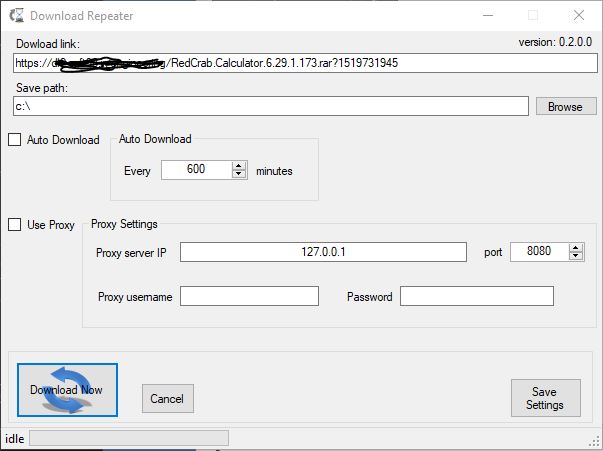 Download Repeater
Dowload link:
version: 0.2.0.0
https:// /RedCrab.Calculator.6.29.1.173.rar?1519731945
Save path:
c:\
Browse
Auto Download
Auto Download
Every 600 minutes
Use Proxy
Proxy Settings
Proxy server IP 127.0.0.1 port 8080
Proxy username Password
Download Now
Cancel
Save
Settings
idle